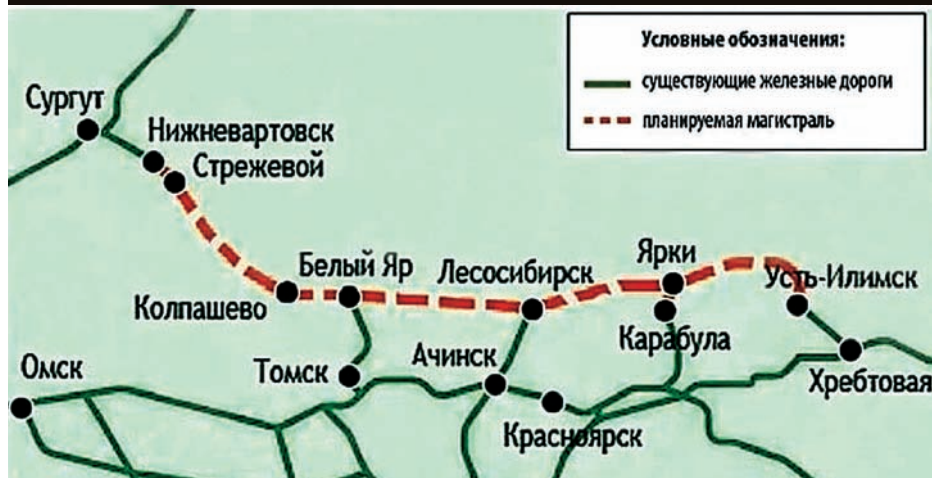 Условные обозначения:
существующие железные дороги
планируемая магистраль
Сургут
Нижневартовск
Стрежевой
Белый Яр
Лесосибирск
Ярки
Усть-Илимск
Колпашево
Карабула
Омск
Томск
Ачинск
Хребтовая
Красноярск